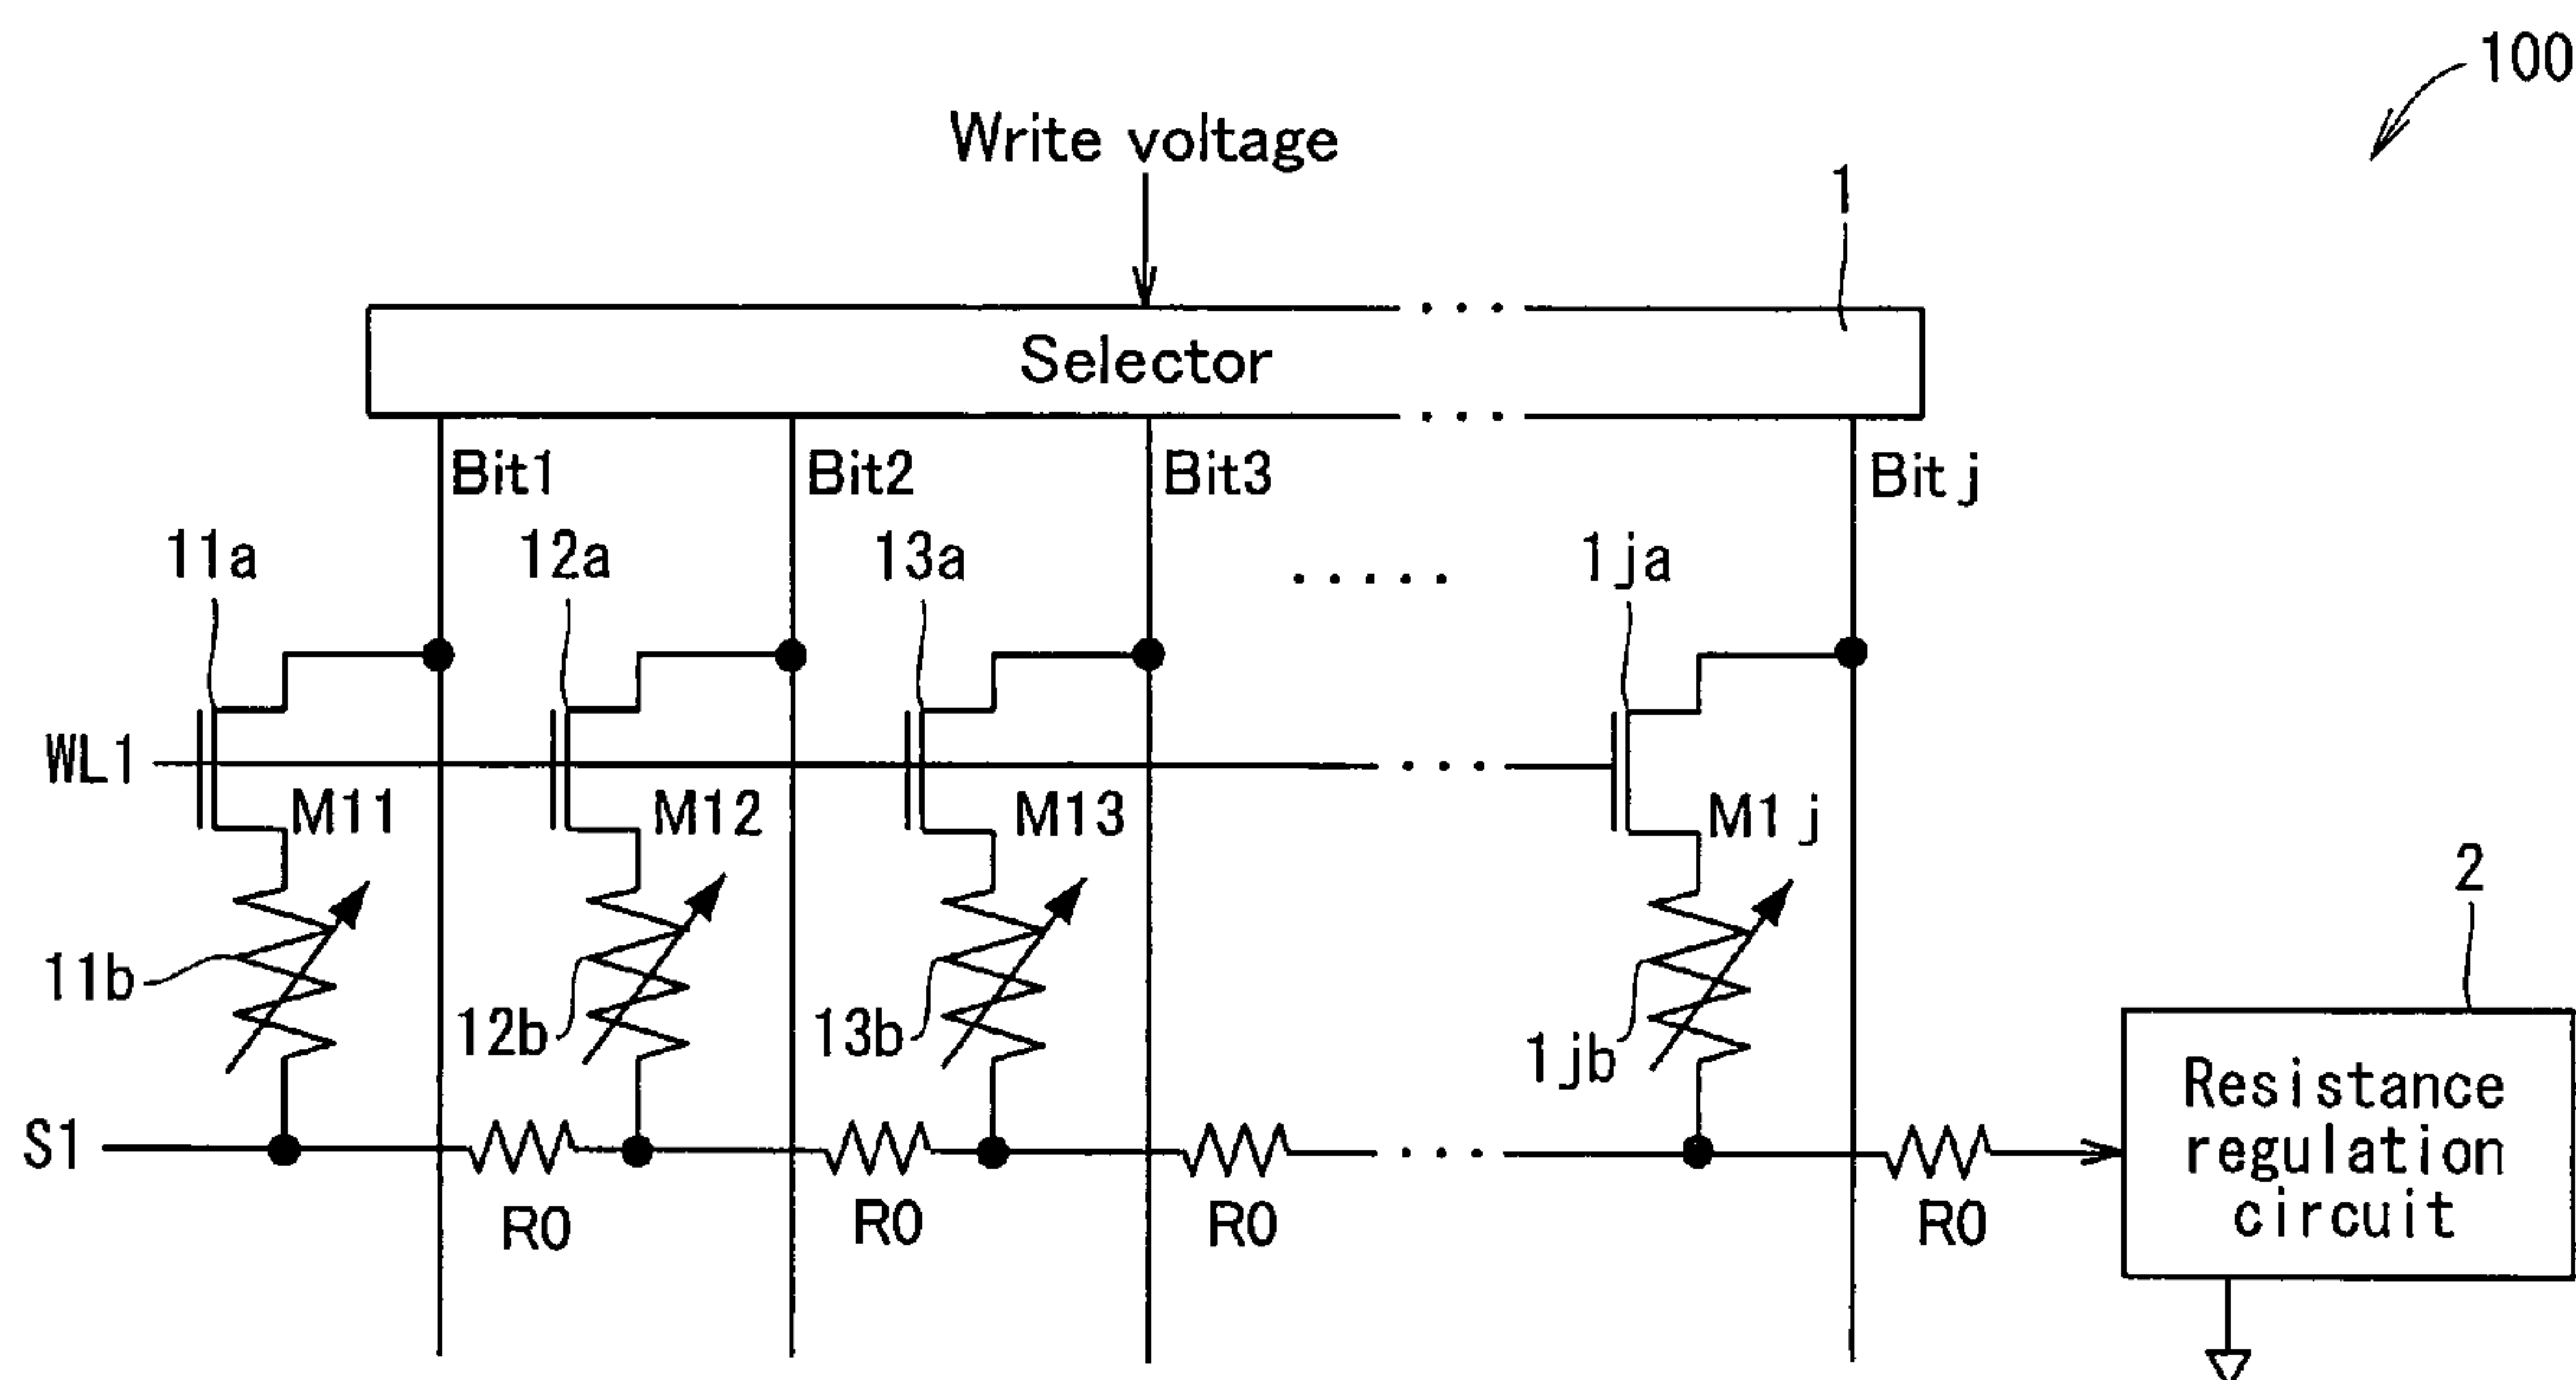 100
Write voltage
1
Selector
Bit1 Bit2 Bit3 Bitj
11a 12a 13a 1ja
WL1
M11 M12 M13 M1j
2
11b 12b 13b 1jb
S1
R0 R0 R0 R0
Resistance
regulation
circuit